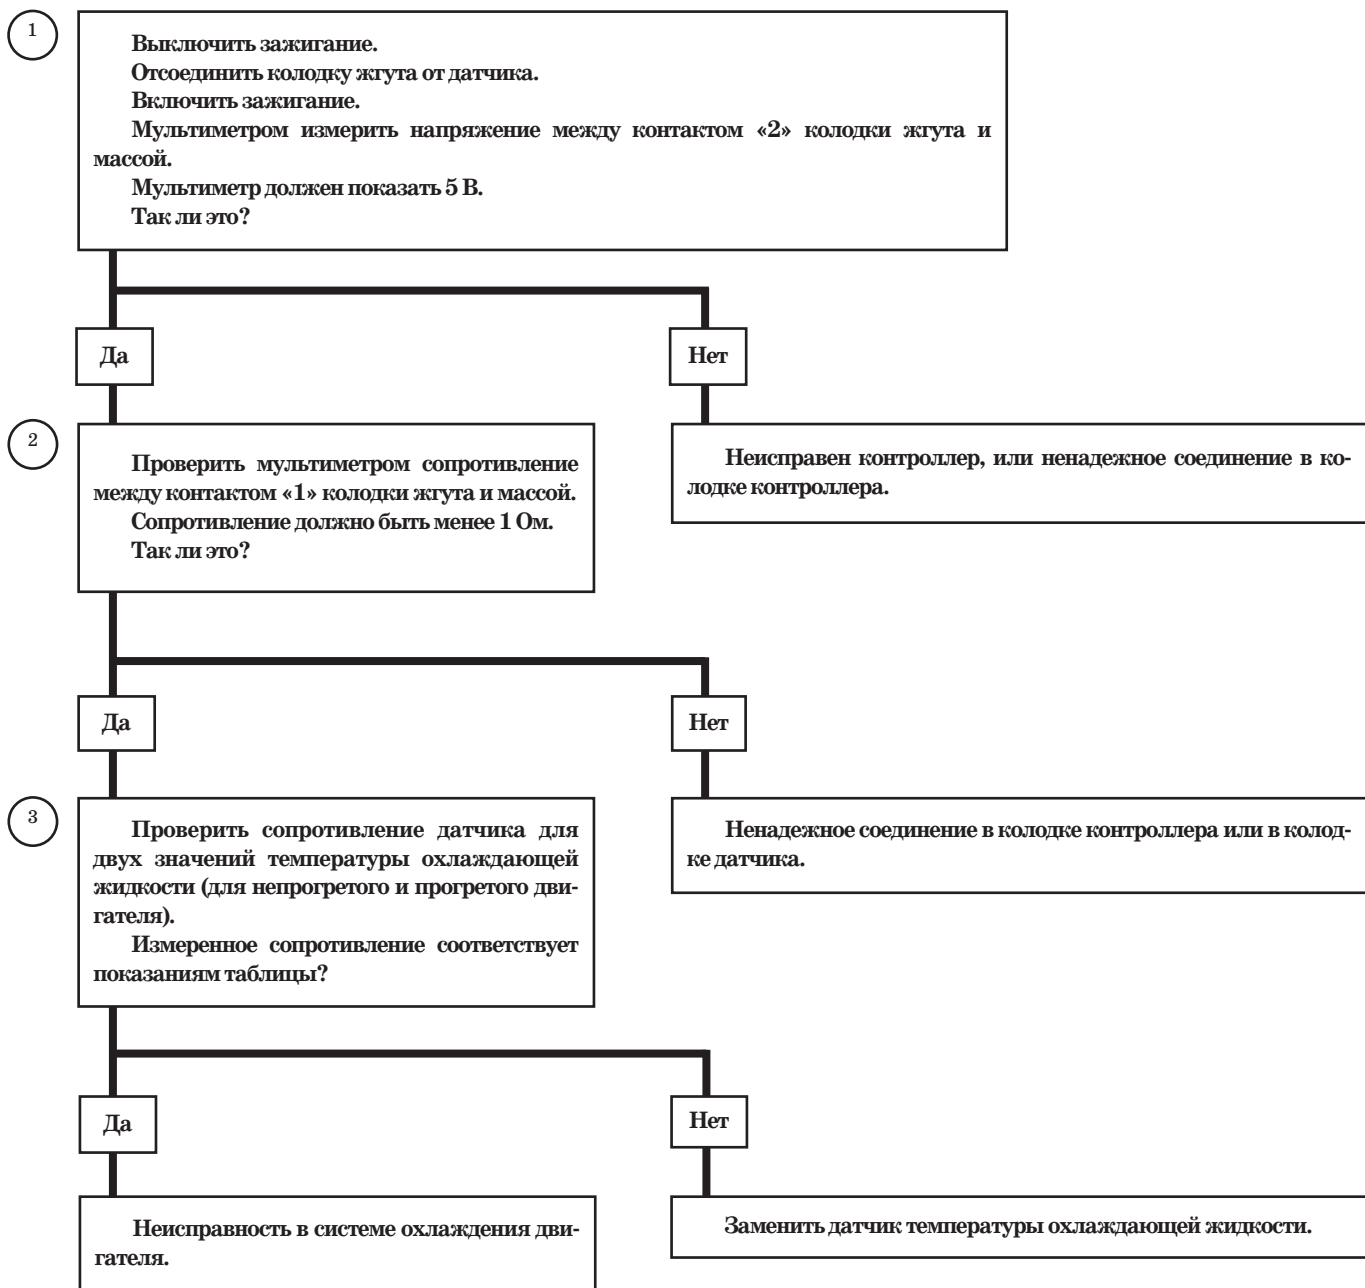 1
Выключить зажигание.
Отсоединить колодку жгута от датчика.
Включить зажигание.
Мультиметром измерить напряжение между контактом «2» колодки жгута и
массой.
Мультиметр должен показать 5 В.
Так ли это?
Да
Нет
2
Проверить мультиметром сопротивление
между контактом «1» колодки жгута и массой.
Сопротивление должно быть менее 1 Ом.
Так ли это?
Неисправен контроллер, или ненадежное соединение в ко-
лодке контроллера.
Да
Нет
3
Проверить сопротивление датчика для
двух значений температуры охлаждающей
жидкости (для непрогретого и прогретого дви-
гателя).
Измеренное сопротивление соответствует
показаниям таблицы?
Ненадежное соединение в колодке контроллера или в колод-
ке датчика.
Да
Нет
Неисправность в системе охлаждения дви-
гателя.
Заменить датчик температуры охлаждающей жидкости.